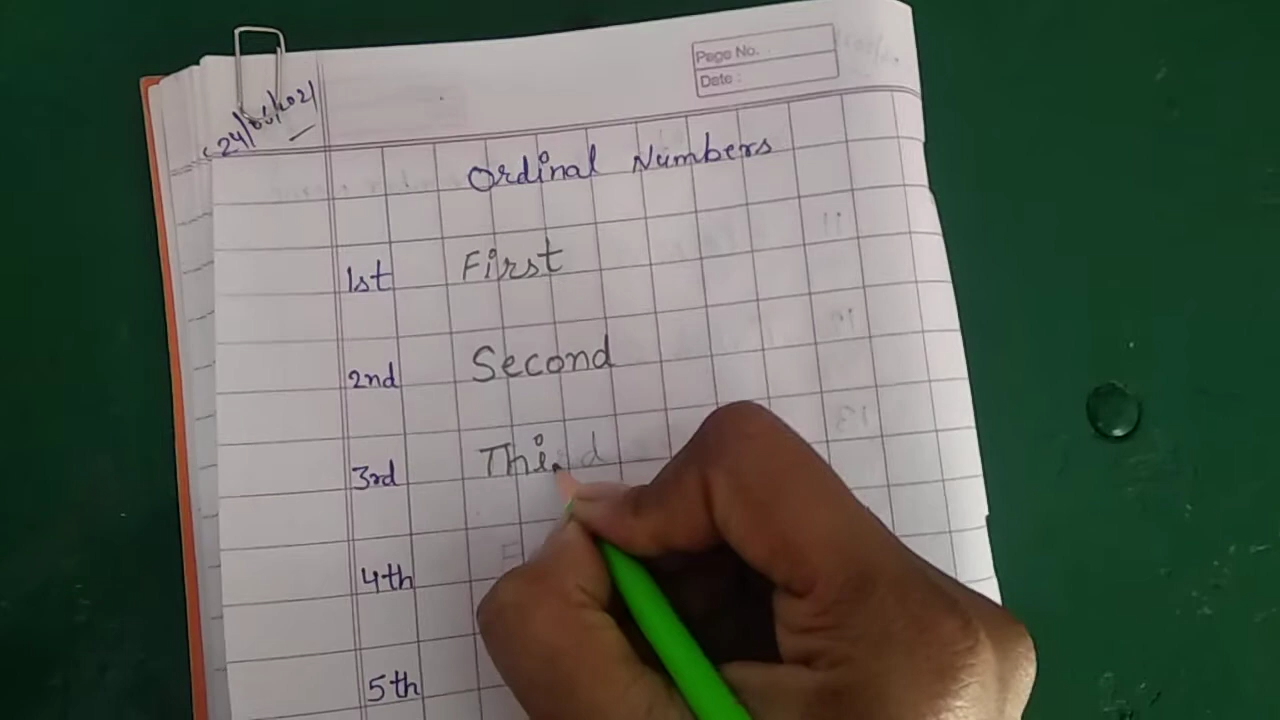 Page No.
Date :
24/06/2021
Ordinal Numbers
1st First
2nd Second
3rd Third
4th
5th